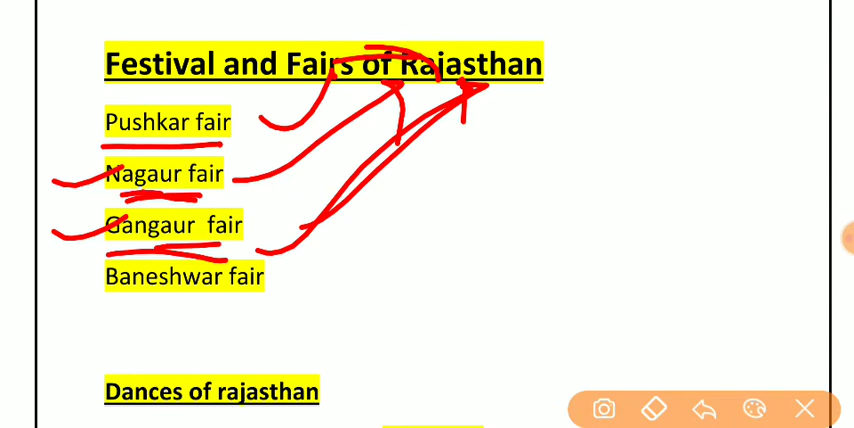 Festival and Fairs of Rajasthan
Pushkar fair
Nagaur fair
Gangaur fair
Baneshwar fair
Dances of rajasthan